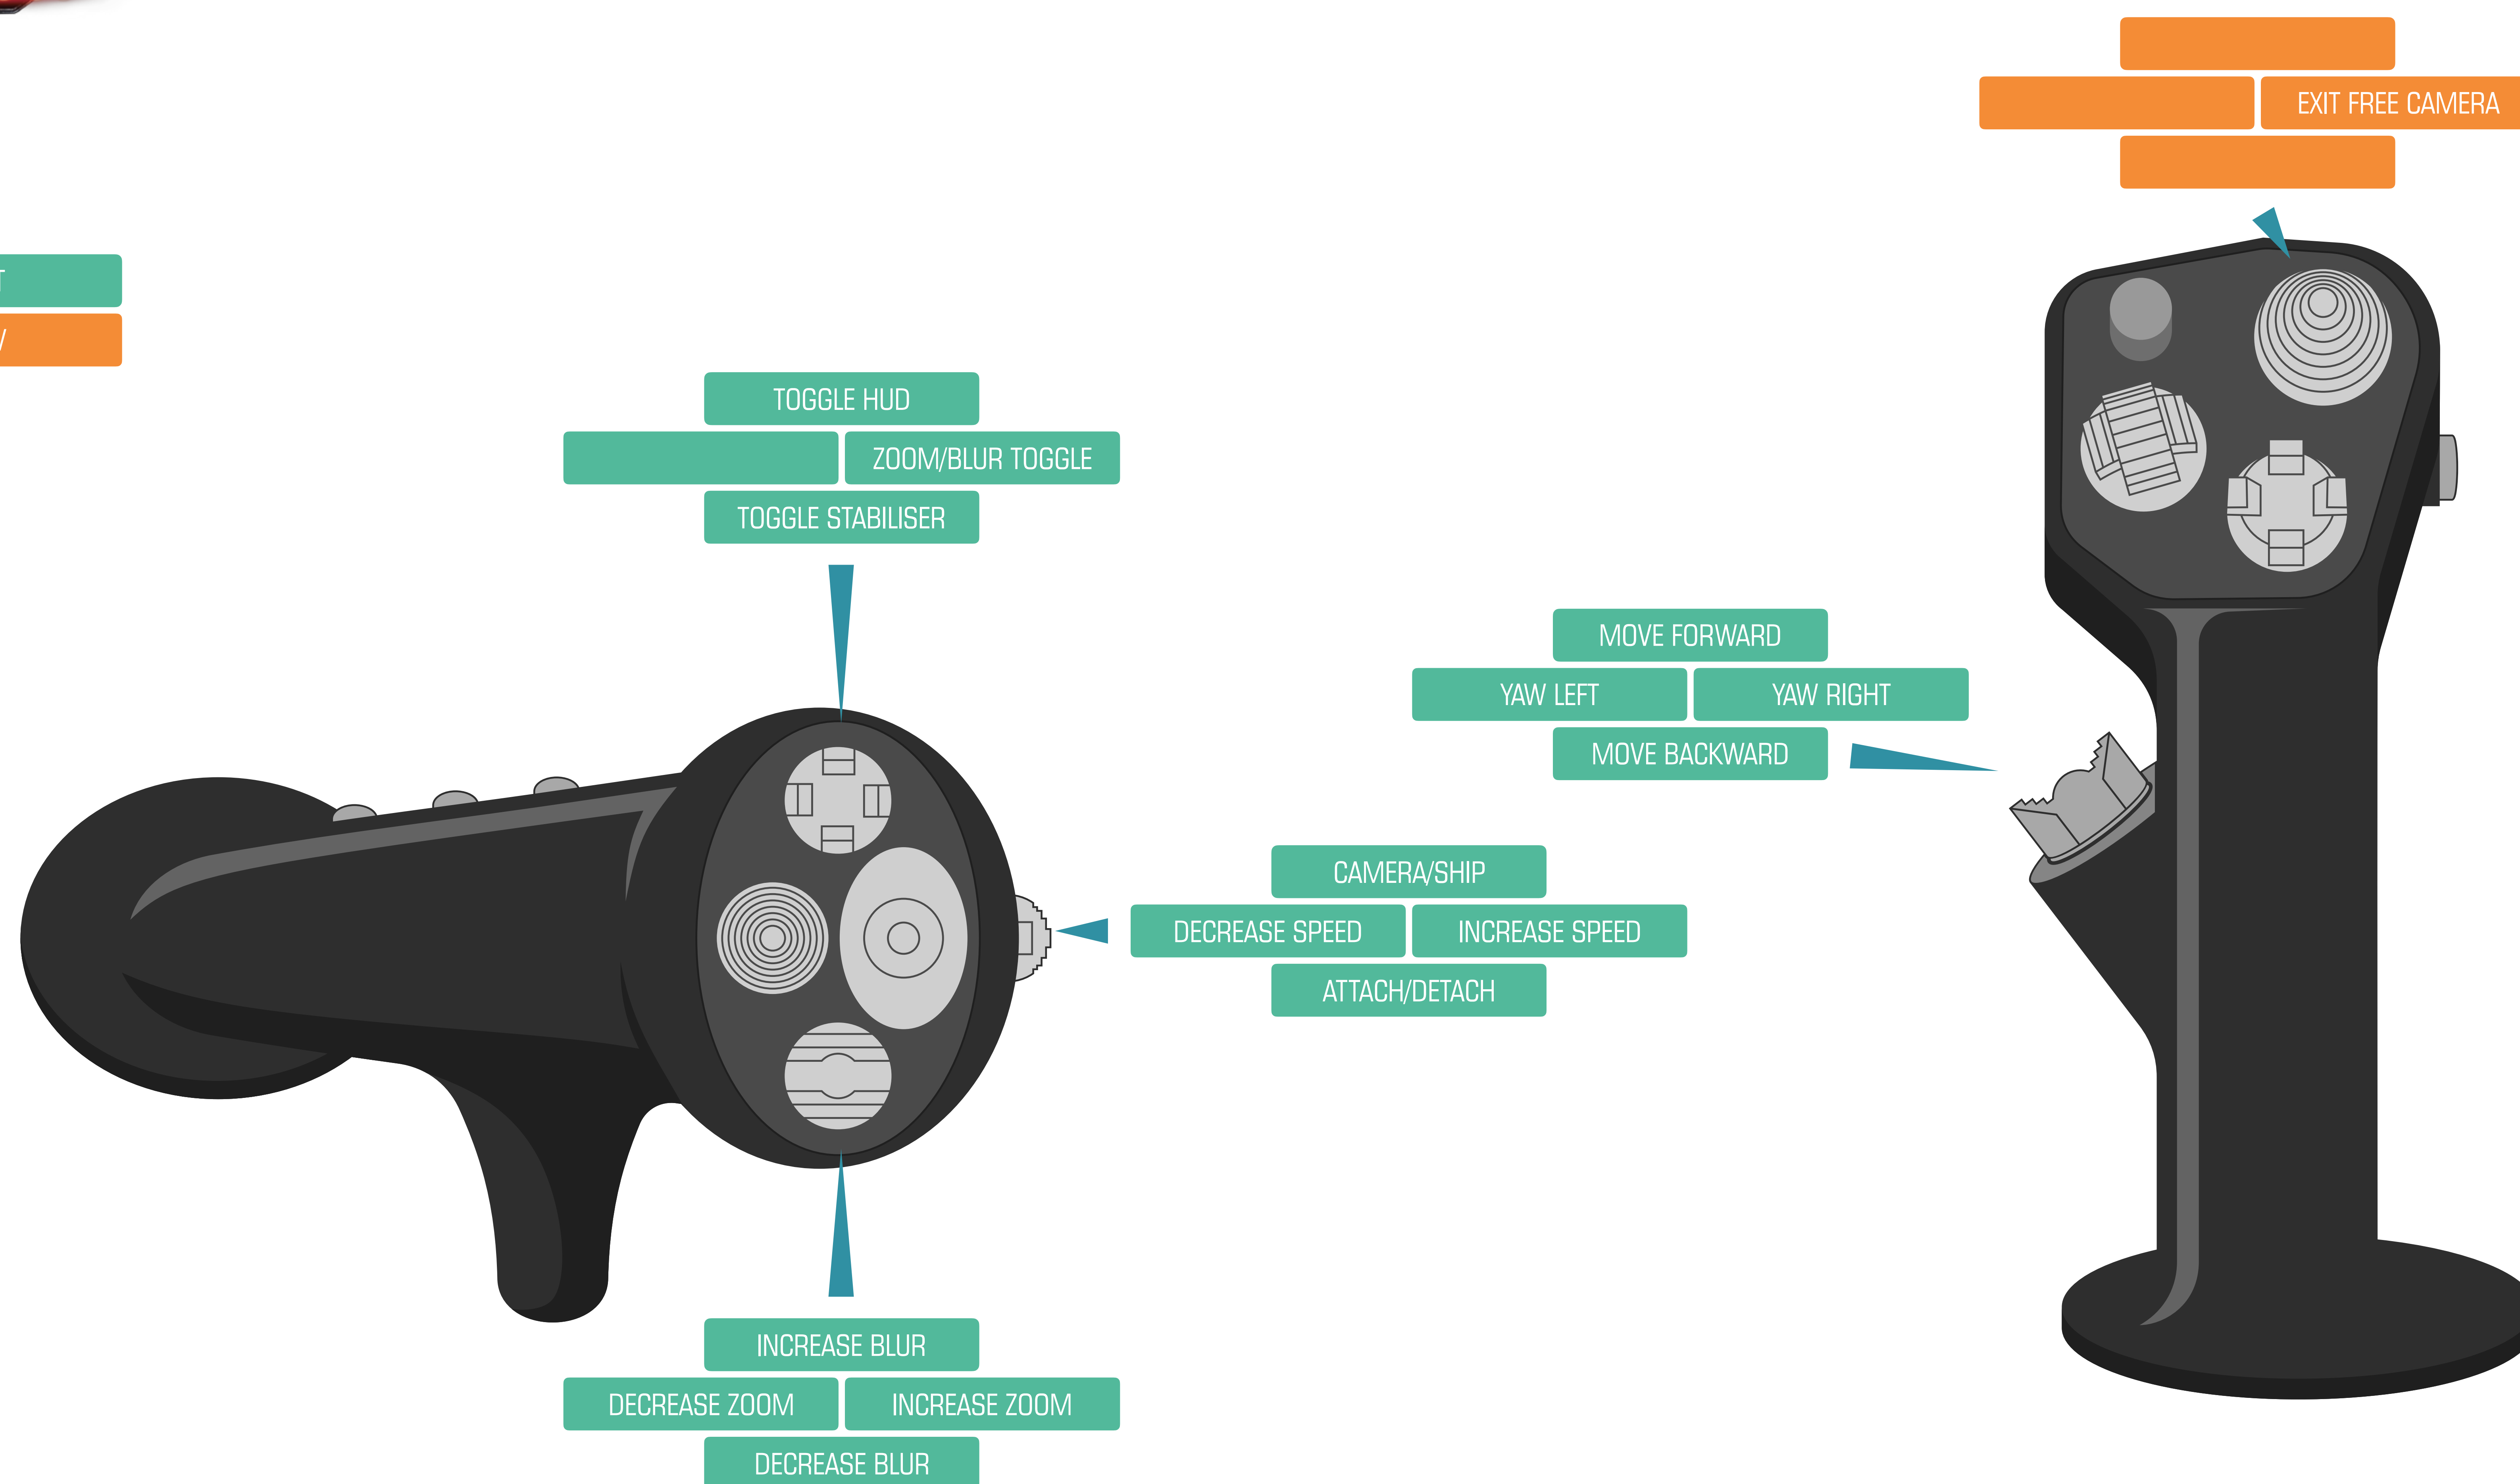 EXIT FREE CAMERA
TOGGLE HUD
ZOOM/BLUR TOGGLE
TOGGLE STABILISER
MOVE FORWARD
YAW LEFT
YAW RIGHT
MOVE BACKWARD
CAMERA/SHIP
DECREASE SPEED
INCREASE SPEED
ATTACH/DETACH
INCREASE BLUR
DECREASE ZOOM
INCREASE ZOOM
DECREASE BLUR